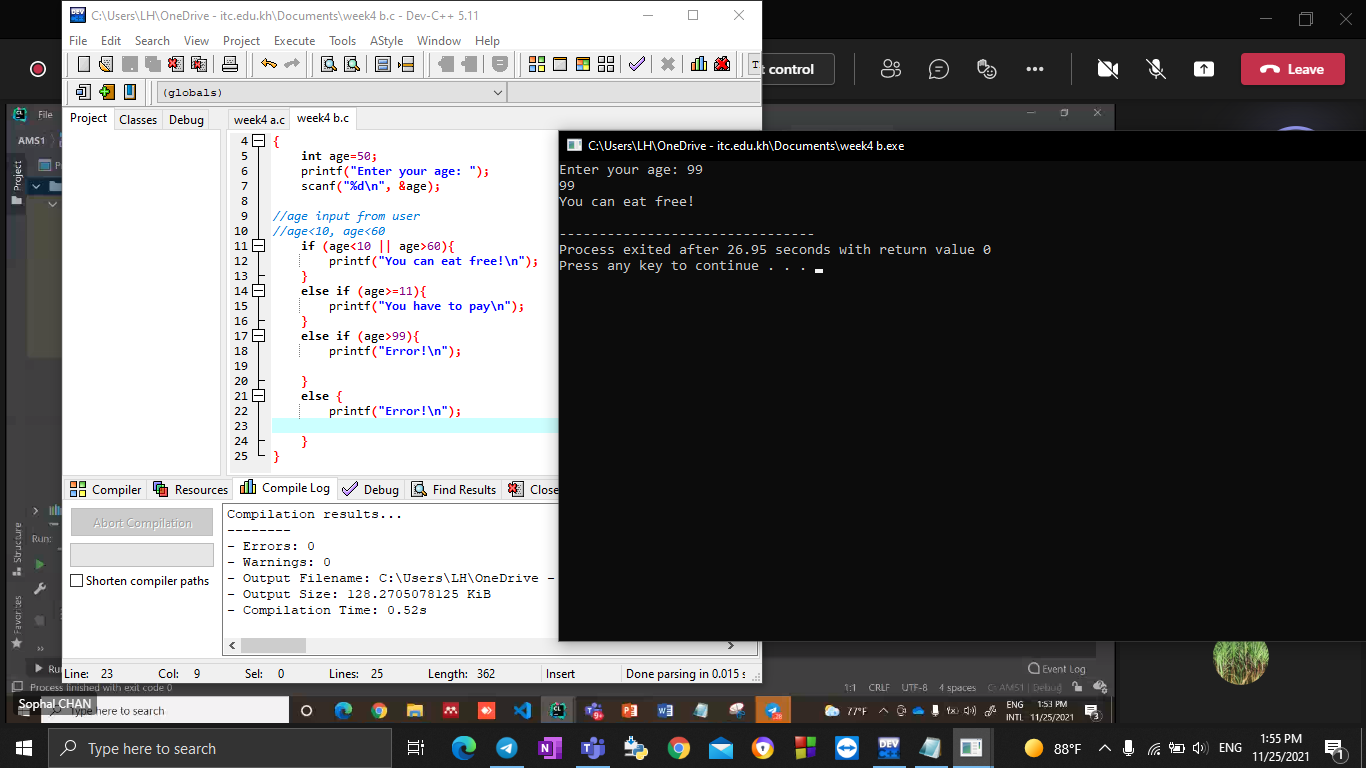 C:\Users\LH\OneDrive - itc.edu.kh\Documents\week4 b.c - Dev-C++ 5.11
File Edit Search View Project Execute Tools AStyle Window Help
t control
Leave
(globals)
File
AMS1
Project Classes Debug
week4 a.c week4 b.c
Project
4 {
5 int age=50;
6 printf("Enter your age: ");
7 scanf("%d\n", &age);
8
9 //age input from user
10 //age<10, age<60
11 if (age<10 || age>60){
12 printf("You can eat free!\n");
13 }
14 else if (age>=11){
15 printf("You have to pay\n");
16 }
17 else if (age>99){
18 printf("Error!\n");
19
20 }
21 else {
22 printf("Error!\n");
23
24 }
25 }
C:\Users\LH\OneDrive - itc.edu.kh\Documents\week4 b.exe
Enter your age: 99
99
You can eat free!
--------------------------------
Process exited after 26.95 seconds with return value 0
Press any key to continue . . .
Compiler Resources Compile Log Debug Find Results Close
Abort Compilation
Shorten compiler paths
Compilation results...
--------
- Errors: 0
- Warnings: 0
- Output Filename: C:\Users\LH\OneDrive -
- Output Size: 128.2705078125 KiB
- Compilation Time: 0.52s
Structure
Run:
Favorites
Line: 23 Col: 9 Sel: 0 Lines: 25 Length: 362 Insert Done parsing in 0.015 s
Event Log
Process finished with exit code 0
1:1 CRLF UTF-8 4 spaces C: AMS1 | Debug
Sophal CHAN
here to search
77°F
ENG
INTL
1:53 PM
11/25/2021
3
Type here to search
88°F
ENG
1:55 PM
11/25/2021
1